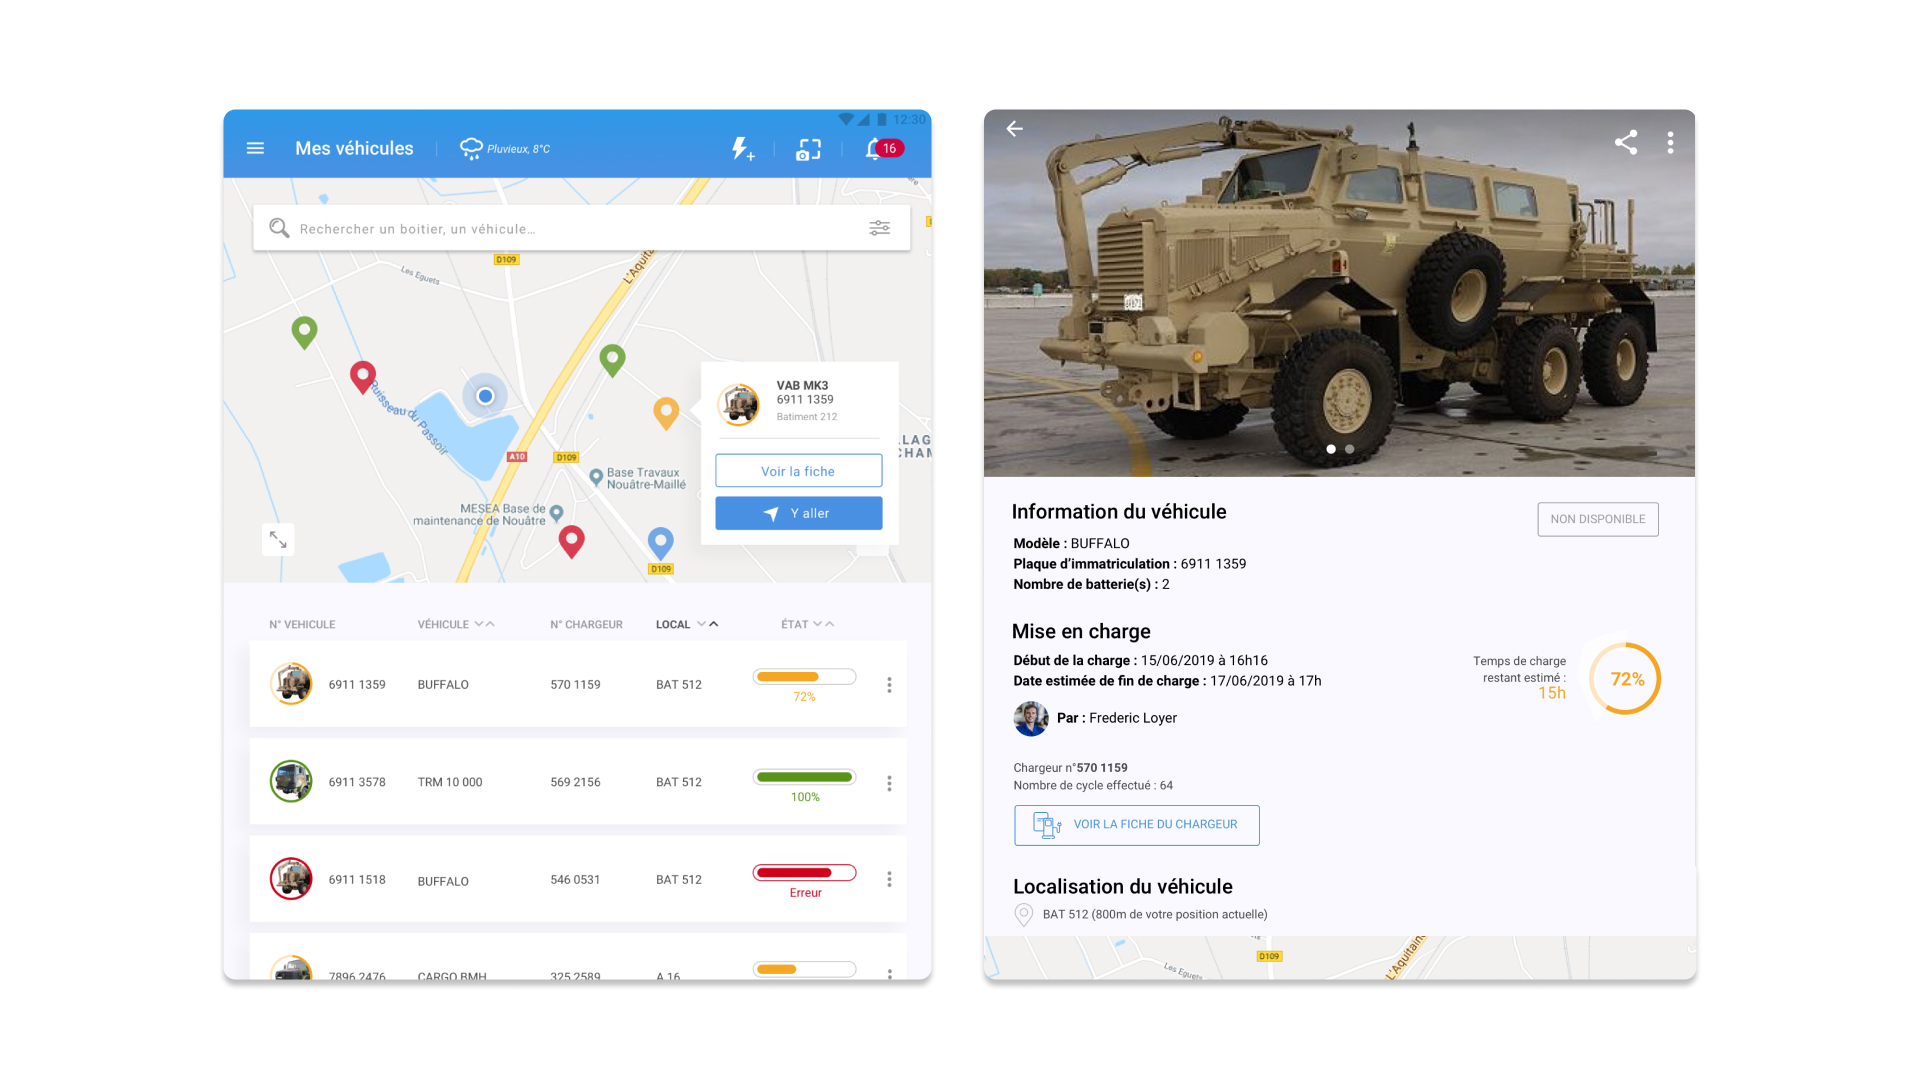 12:30
Mes véhicules
Pluvieux, 8°C
16
Rechercher un boitier, un véhicule...
D109
Les Eguets
L'Aquita
Ruisseau du Passoir
VAB MK3
6911 1359
Batiment 212
LAG
CHAM
A10
D109
Voir la fiche
Base Travaux
Nouâtre-Maillé
Y aller
MESEA Base de
maintenance de Nouâtre
D109
N° VEHICULE VÉHICULE N° CHARGEUR LOCAL ÉTAT
6911 1359 BUFFALO 570 1159 BAT 512
72%
6911 3578 TRM 10 000 569 2156 BAT 512
100%
6911 1518 BUFFALO 546 0531 BAT 512
Erreur
7896 2476 CARGO BMH 325 2589 A 16
Information du véhicule
NON DISPONIBLE
Modèle : BUFFALO
Plaque d'immatriculation : 6911 1359
Nombre de batterie(s) : 2
Mise en charge
Début de la charge : 15/06/2019 à 16h16
Date estimée de fin de charge : 17/06/2019 à 17h
Temps de charge
restant estimé :
15h
72%
Par : Frederic Loyer
Chargeur n°570 1159
Nombre de cycle effectué : 64
VOIR LA FICHE DU CHARGEUR
Localisation du véhicule
BAT 512 (800m de votre position actuelle)
D109
Les Eguets
L'Aquitaine